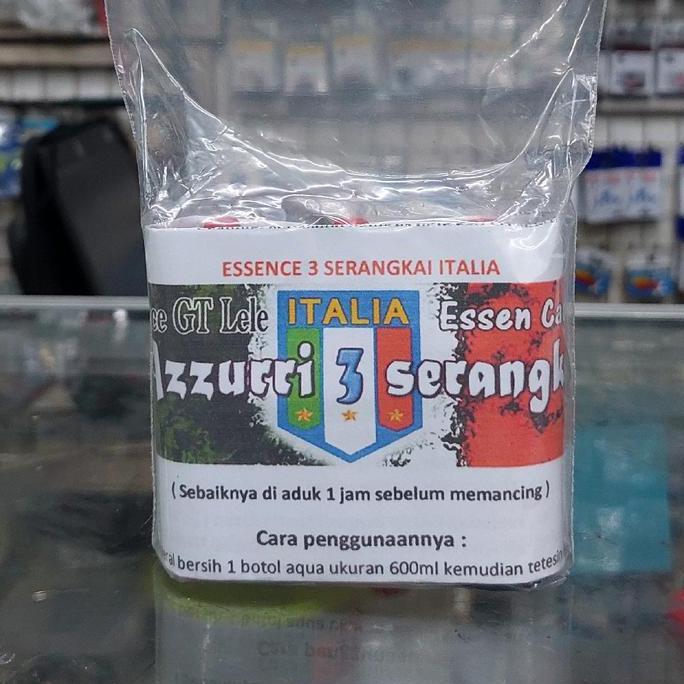 ESSENCE 3 SERANGKAI ITALIA
GT Lele ITALIA Essen
Azzurri 3
( Sebaiknya di aduk 1 jam sebelum memancing )
Cara penggunaannya :
bersih 1 botol aqua ukuran 600ml kemudian